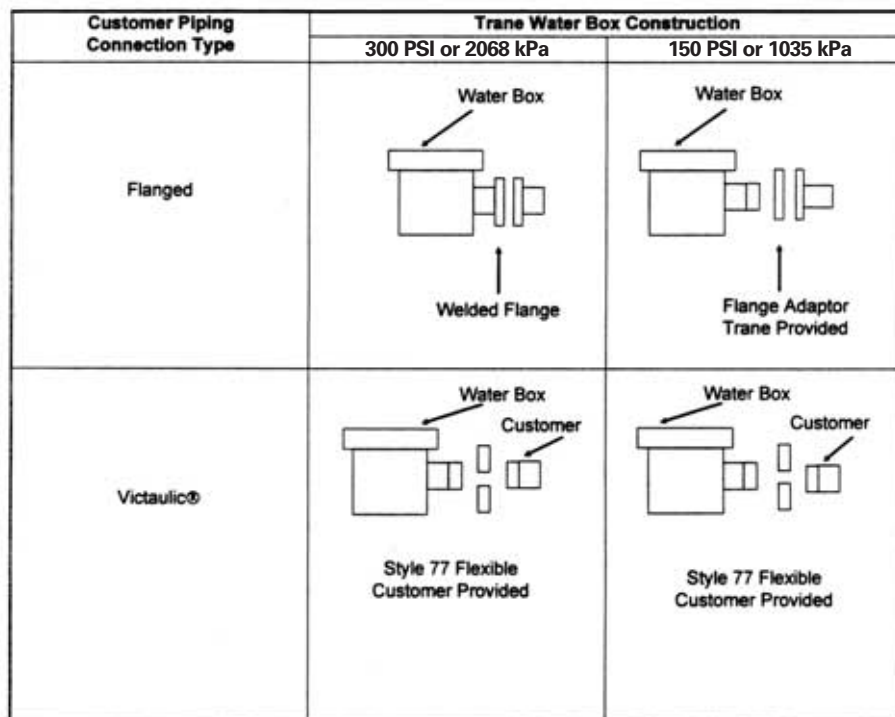 Customer Piping
Connection Type
Trane Water Box Construction
300 PSI or 2068 kPa
150 PSI or 1035 kPa
Flanged
Water Box
Welded Flange
Water Box
Flange Adaptor
Trane Provided
Victaulic®
Water Box
Customer
Style 77 Flexible
Customer Provided
Water Box
Customer
Style 77 Flexible
Customer Provided